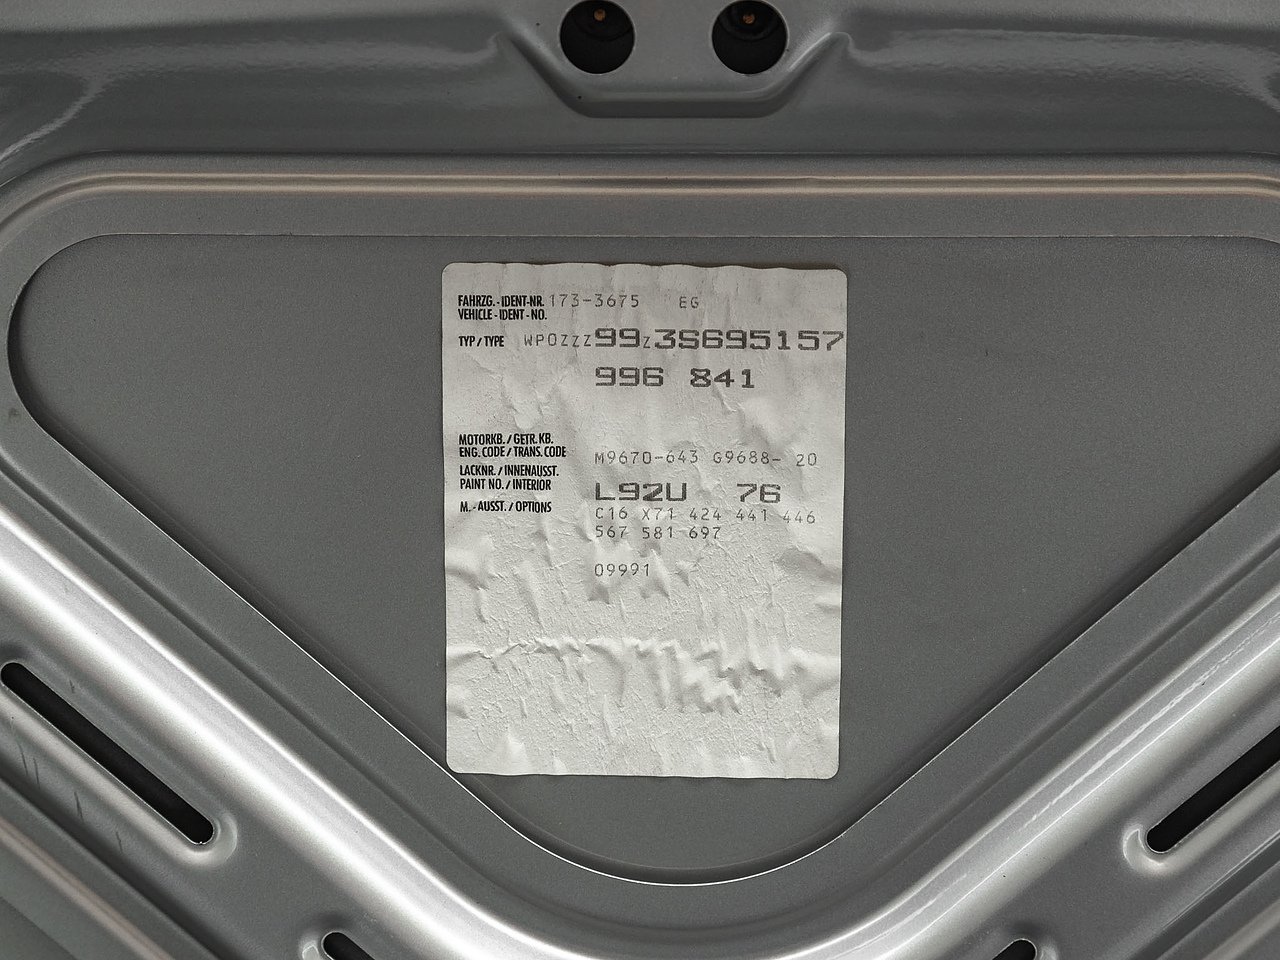 FAHRZG.-IDENT-NR. 173-3675 EG
VEHICLE-IDENT-NO.
TYP/TYPE WP0ZZZ99Z3S695157
996 841
MOTORKB./GETR.KB.
ENG.CODE/TRANS.CODE M9670-643 G9688- 20
LACKNR./INNENAUSST.
PAINT NO./INTERIOR L92U 76
M.-AUSST./OPTIONS C16 X71 424 441 446
567 581 697
09991